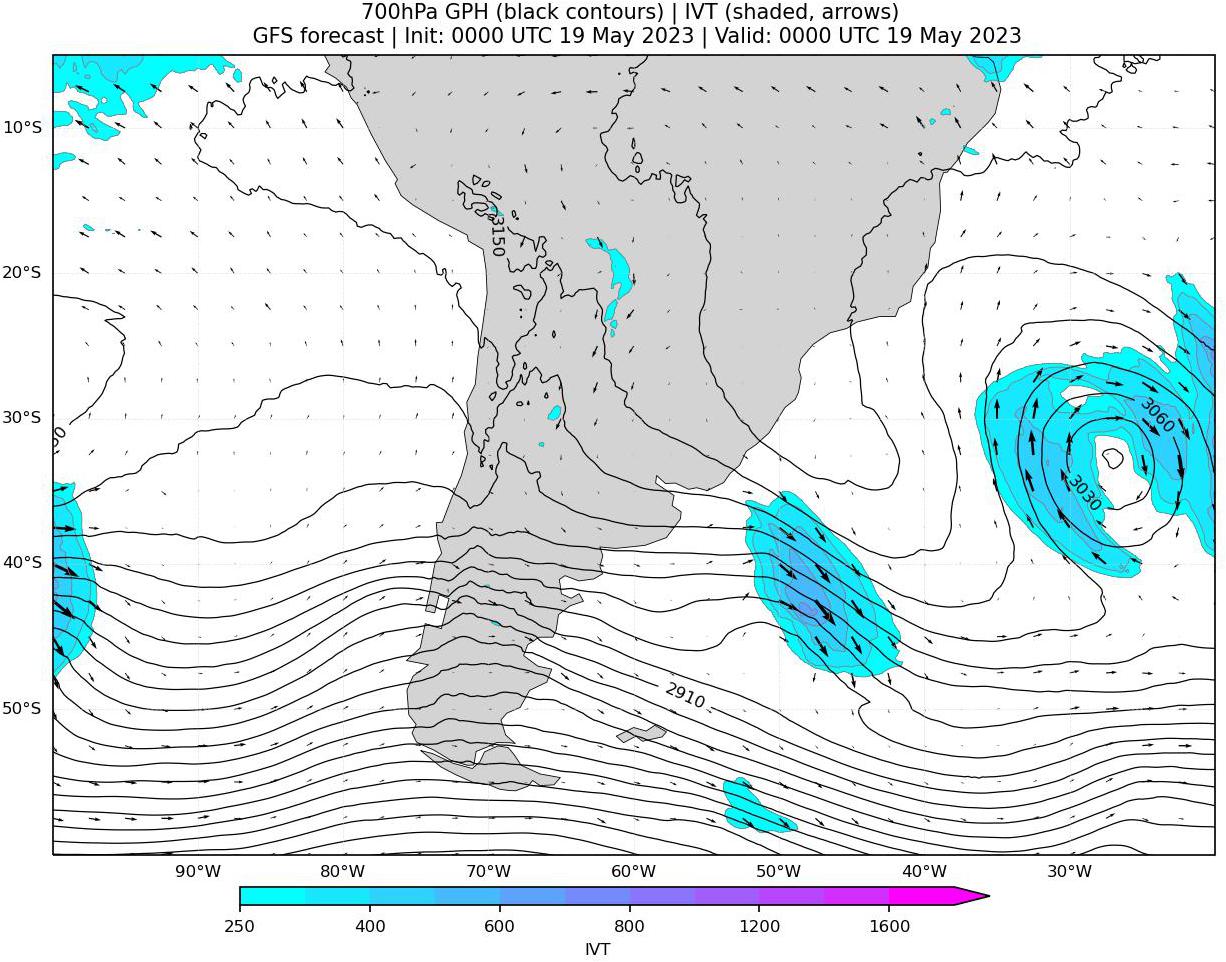 700hPa GPH (black contours) | IVT (shaded, arrows)
GFS forecast | Init: 0000 UTC 19 May 2023 | Valid: 0000 UTC 19 May 2023
10°S
3150
20°S
30°S
3060
3030
40°S
2910
50°S
90°W 80°W 70°W 60°W 50°W 40°W 30°W
250 400 600 800 1200 1600
IVT